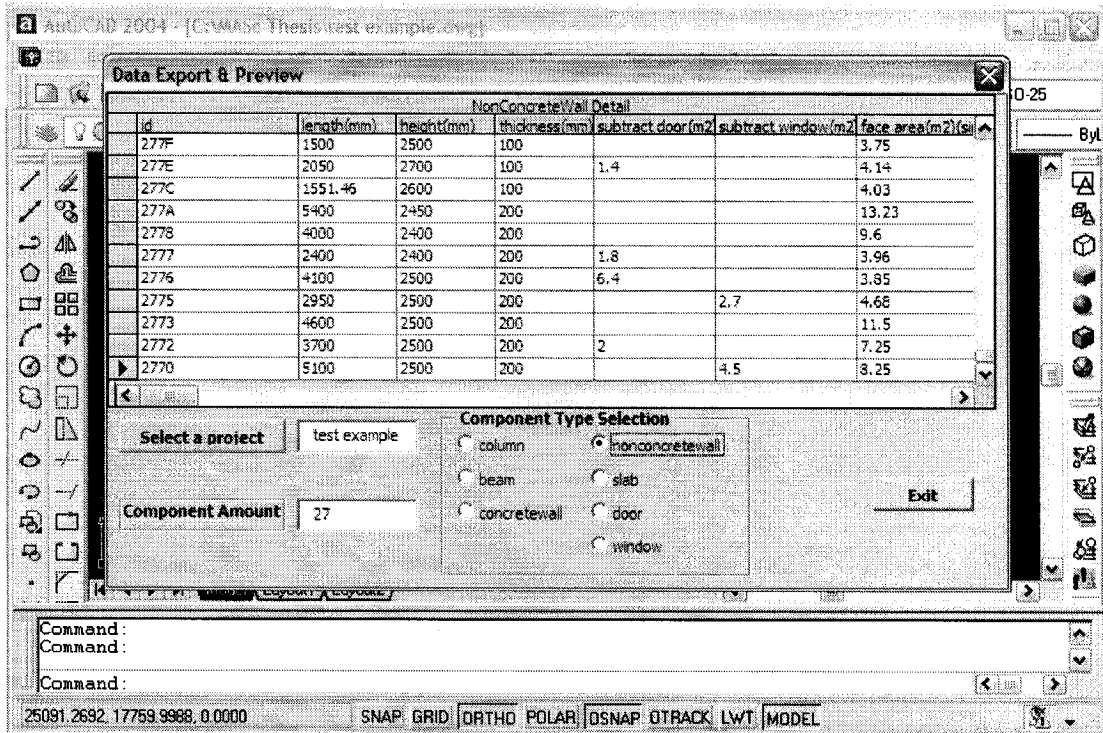 AutoCAD 2004 - [C:\MASc Thesis\test example.dwg]
Data Export & Preview
SO-25
NonConcreteWall Detail
id length(mm) height(mm) thickness(mm) subtract door(m2) subtract window(m2) face area(m2)(si
ByL
277F 1500 2500 100 3.75
277E 2050 2700 100 1.4 4.14
277C 1551.46 2600 100 4.03
277A 5400 2450 200 13.23
2778 4000 2400 200 9.6
2777 2400 2400 200 1.8 3.96
2776 4100 2500 200 6.4 3.85
2775 2950 2500 200 2.7 4.68
2773 4600 2500 200 11.5
2772 3700 2500 200 2 7.25
2770 5100 2500 200 4.5 8.25
Component Type Selection
Select a project test example
column nonconcretewall
beam slab
Exit
Component Amount 27
concretewall door
window
Command:
Command:
Command:
25091.2692, 17759.9988, 0.0000 SNAP GRID ORTHO POLAR OSNAP OTRACK LWT MODEL